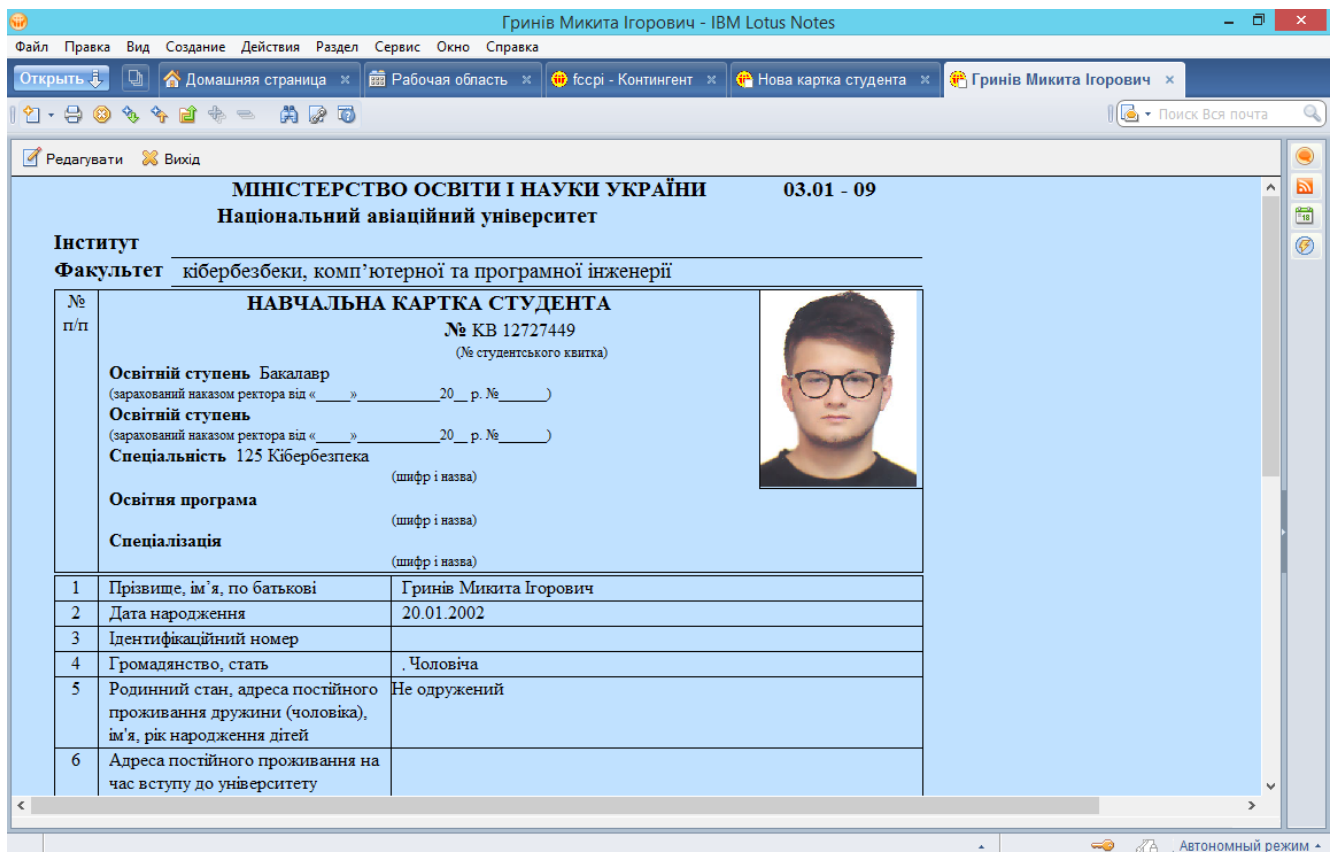 Гринів Микита Ігорович - IBM Lotus Notes
Файл Правка Вид Создание Действия Раздел Сервис Окно Справка
Открыть Домашняя страница Рабочая область fccpi - Контингент Нова картка студента Гринів Микита Ігорович
Поиск Вся почта
Редагувати Вихід
МІНІСТЕРСТВО ОСВІТИ І НАУКИ УКРАЇНИ 03.01 - 09
Національний авіаційний університет
Інститут
Факультет кібербезбеки, комп’ютерної та програмної інженерії
№ п/п
НАВЧАЛЬНА КАРТКА СТУДЕНТА
№ КВ 12727449
(№ студентського квитка)
Освітній ступень Бакалавр
(зарахований наказом ректора від «_____»____________20__ р. №_______)
Освітній ступень
(зарахований наказом ректора від «_____»____________20__ р. №_______)
Спеціальність 125 Кібербезпека
(шифр і назва)
Освітня програма
(шифр і назва)
Спеціалізація
(шифр і назва)
1 Прізвище, ім’я, по батькові Гринів Микита Ігорович
2 Дата народження 20.01.2002
3 Ідентифікаційний номер
4 Громадянство, стать , Чоловіча
5 Родинний стан, адреса постійного Не одружений
проживання дружини (чоловіка),
ім'я, рік народження дітей
6 Адреса постійного проживання на
час вступу до університету
Автономный режим